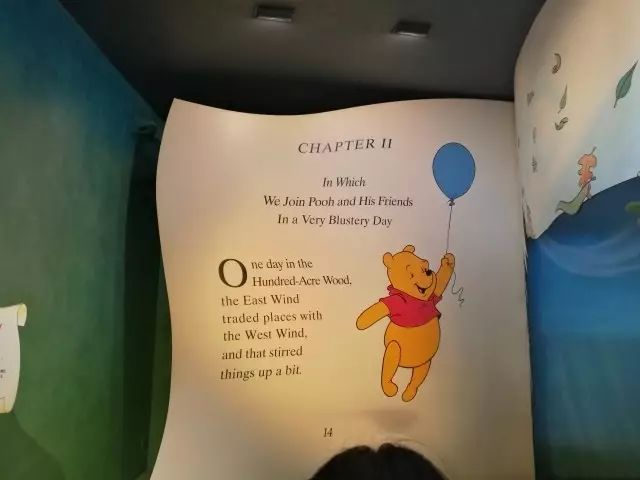 CHAPTER II
In Which
We Join Pooh and His Friends
In a Very Blustery Day
One day in the
Hundred-Acre Wood,
the East Wind
traded places with
the West Wind,
and that stirred
things up a bit.
14